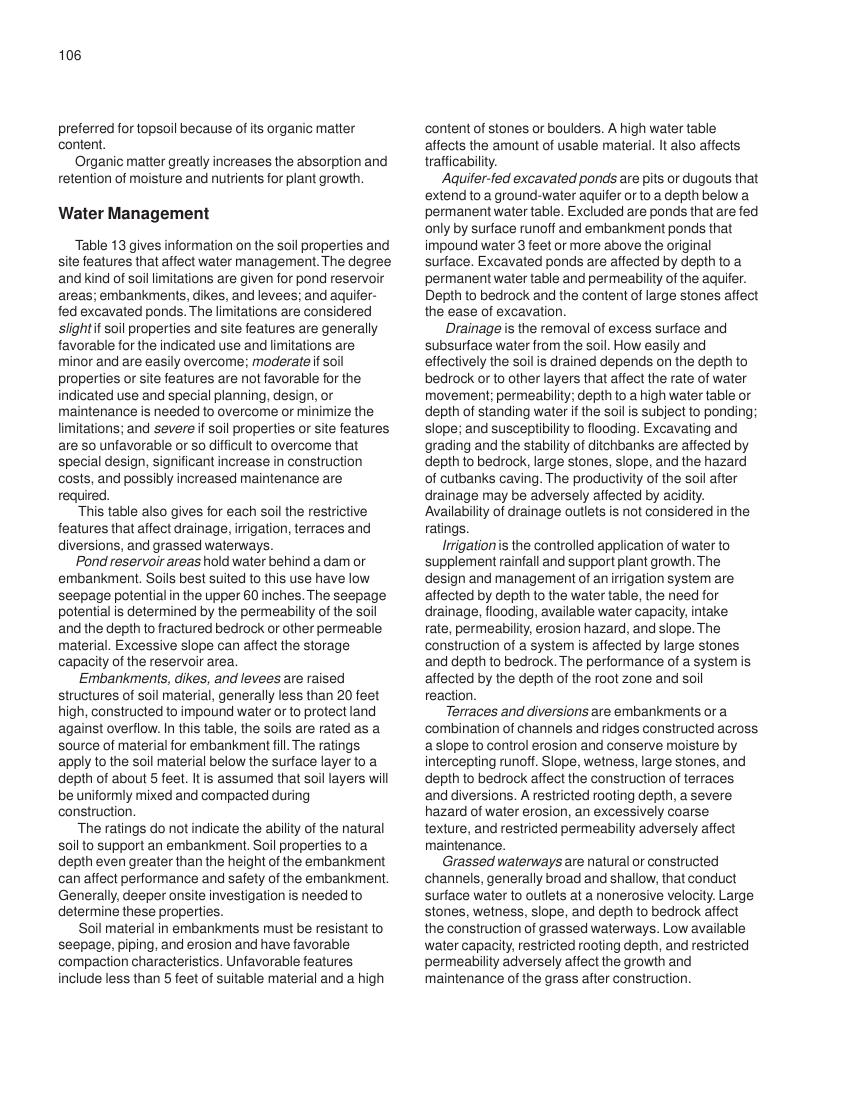 106
preferred for topsoil because of its organic matter
content.
Organic matter greatly increases the absorption and
retention of moisture and nutrients for plant growth.
Water Management
Table 13 gives information on the soil properties and
site features that affect water management. The degree
and kind of soil limitations are given for pond reservoir
areas; embankments, dikes, and levees; and aquifer-
fed excavated ponds. The limitations are considered
slight if soil properties and site features are generally
favorable for the indicated use and limitations are
minor and are easily overcome; moderate if soil
properties or site features are not favorable for the
indicated use and special planning, design, or
maintenance is needed to overcome or minimize the
limitations; and severe if soil properties or site features
are so unfavorable or so difficult to overcome that
special design, significant increase in construction
costs, and possibly increased maintenance are
required.
This table also gives for each soil the restrictive
features that affect drainage, irrigation, terraces and
diversions, and grassed waterways.
Pond reservoir areas hold water behind a dam or
embankment. Soils best suited to this use have low
seepage potential in the upper 60 inches. The seepage
potential is determined by the permeability of the soil
and the depth to fractured bedrock or other permeable
material. Excessive slope can affect the storage
capacity of the reservoir area.
Embankments, dikes, and levees are raised
structures of soil material, generally less than 20 feet
high, constructed to impound water or to protect land
against overflow. In this table, the soils are rated as a
source of material for embankment fill. The ratings
apply to the soil material below the surface layer to a
depth of about 5 feet. It is assumed that soil layers will
be uniformly mixed and compacted during
construction.
The ratings do not indicate the ability of the natural
soil to support an embankment. Soil properties to a
depth even greater than the height of the embankment
can affect performance and safety of the embankment.
Generally, deeper onsite investigation is needed to
determine these properties.
Soil material in embankments must be resistant to
seepage, piping, and erosion and have favorable
compaction characteristics. Unfavorable features
include less than 5 feet of suitable material and a high
content of stones or boulders. A high water table
affects the amount of usable material. It also affects
trafficability.
Aquifer-fed excavated ponds are pits or dugouts that
extend to a ground-water aquifer or to a depth below a
permanent water table. Excluded are ponds that are fed
only by surface runoff and embankment ponds that
impound water 3 feet or more above the original
surface. Excavated ponds are affected by depth to a
permanent water table and permeability of the aquifer.
Depth to bedrock and the content of large stones affect
the ease of excavation.
Drainage is the removal of excess surface and
subsurface water from the soil. How easily and
effectively the soil is drained depends on the depth to
bedrock or to other layers that affect the rate of water
movement; permeability; depth to a high water table or
depth of standing water if the soil is subject to ponding;
slope; and susceptibility to flooding. Excavating and
grading and the stability of ditchbanks are affected by
depth to bedrock, large stones, slope, and the hazard
of cutbanks caving. The productivity of the soil after
drainage may be adversely affected by acidity.
Availability of drainage outlets is not considered in the
ratings.
Irrigation is the controlled application of water to
supplement rainfall and support plant growth. The
design and management of an irrigation system are
affected by depth to the water table, the need for
drainage, flooding, available water capacity, intake
rate, permeability, erosion hazard, and slope. The
construction of a system is affected by large stones
and depth to bedrock. The performance of a system is
affected by the depth of the root zone and soil
reaction.
Terraces and diversions are embankments or a
combination of channels and ridges constructed across
a slope to control erosion and conserve moisture by
intercepting runoff. Slope, wetness, large stones, and
depth to bedrock affect the construction of terraces
and diversions. A restricted rooting depth, a severe
hazard of water erosion, an excessively coarse
texture, and restricted permeability adversely affect
maintenance.
Grassed waterways are natural or constructed
channels, generally broad and shallow, that conduct
surface water to outlets at a nonerosive velocity. Large
stones, wetness, slope, and depth to bedrock affect
the construction of grassed waterways. Low available
water capacity, restricted rooting depth, and restricted
permeability adversely affect the growth and
maintenance of the grass after construction.